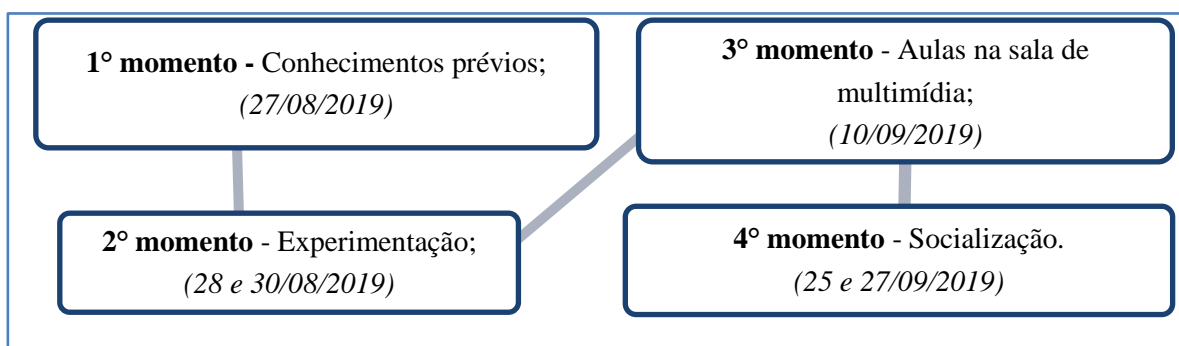 1° momento - Conhecimentos prévios;
(27/08/2019)
2° momento - Experimentação;
(28 e 30/08/2019)
3° momento - Aulas na sala de
multimídia;
(10/09/2019)
4° momento - Socialização.
(25 e 27/09/2019)